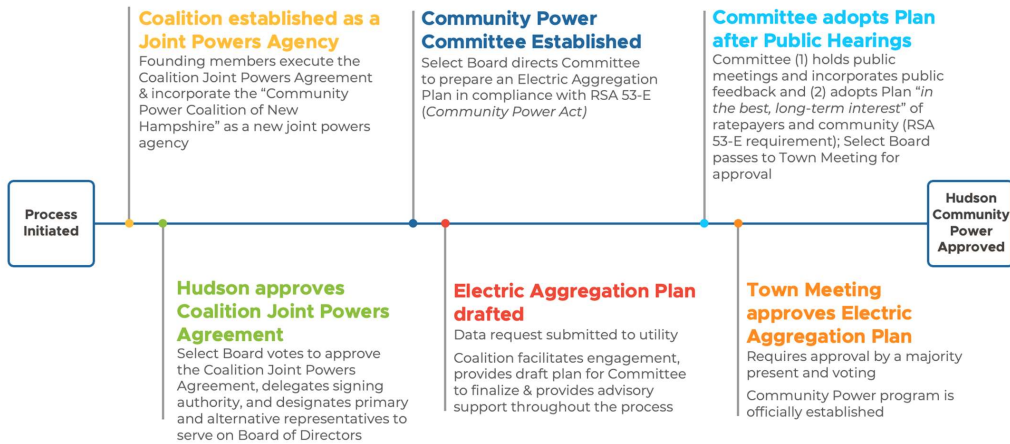 Coalition established as a
Joint Powers Agency
Founding members execute the
Coalition Joint Powers Agreement
& incorporate the “Community
Power Coalition of New
Hampshire” as a new joint powers
agency
Community Power
Committee Established
Select Board directs Committee
to prepare an Electric Aggregation
Plan in compliance with RSA 53-E
(Community Power Act)
Committee adopts Plan
after Public Hearings
Committee (1) holds public
meetings and incorporates public
feedback and (2) adopts Plan “in
the best, long-term interest” of
ratepayers and community (RSA
53-E requirement); Select Board
passes to Town Meeting for
approval
Process
Initiated
Hudson
Community
Power
Approved
Hudson approves
Coalition Joint Powers
Agreement
Select Board votes to approve
the Coalition Joint Powers
Agreement, delegates signing
authority, and designates primary
and alternative representatives to
serve on Board of Directors
Electric Aggregation Plan
drafted
Data request submitted to utility
Coalition facilitates engagement,
provides draft plan for Committee
to finalize & provides advisory
support throughout the process
Town Meeting
approves Electric
Aggregation Plan
Requires approval by a majority
present and voting
Community Power program is
officially established